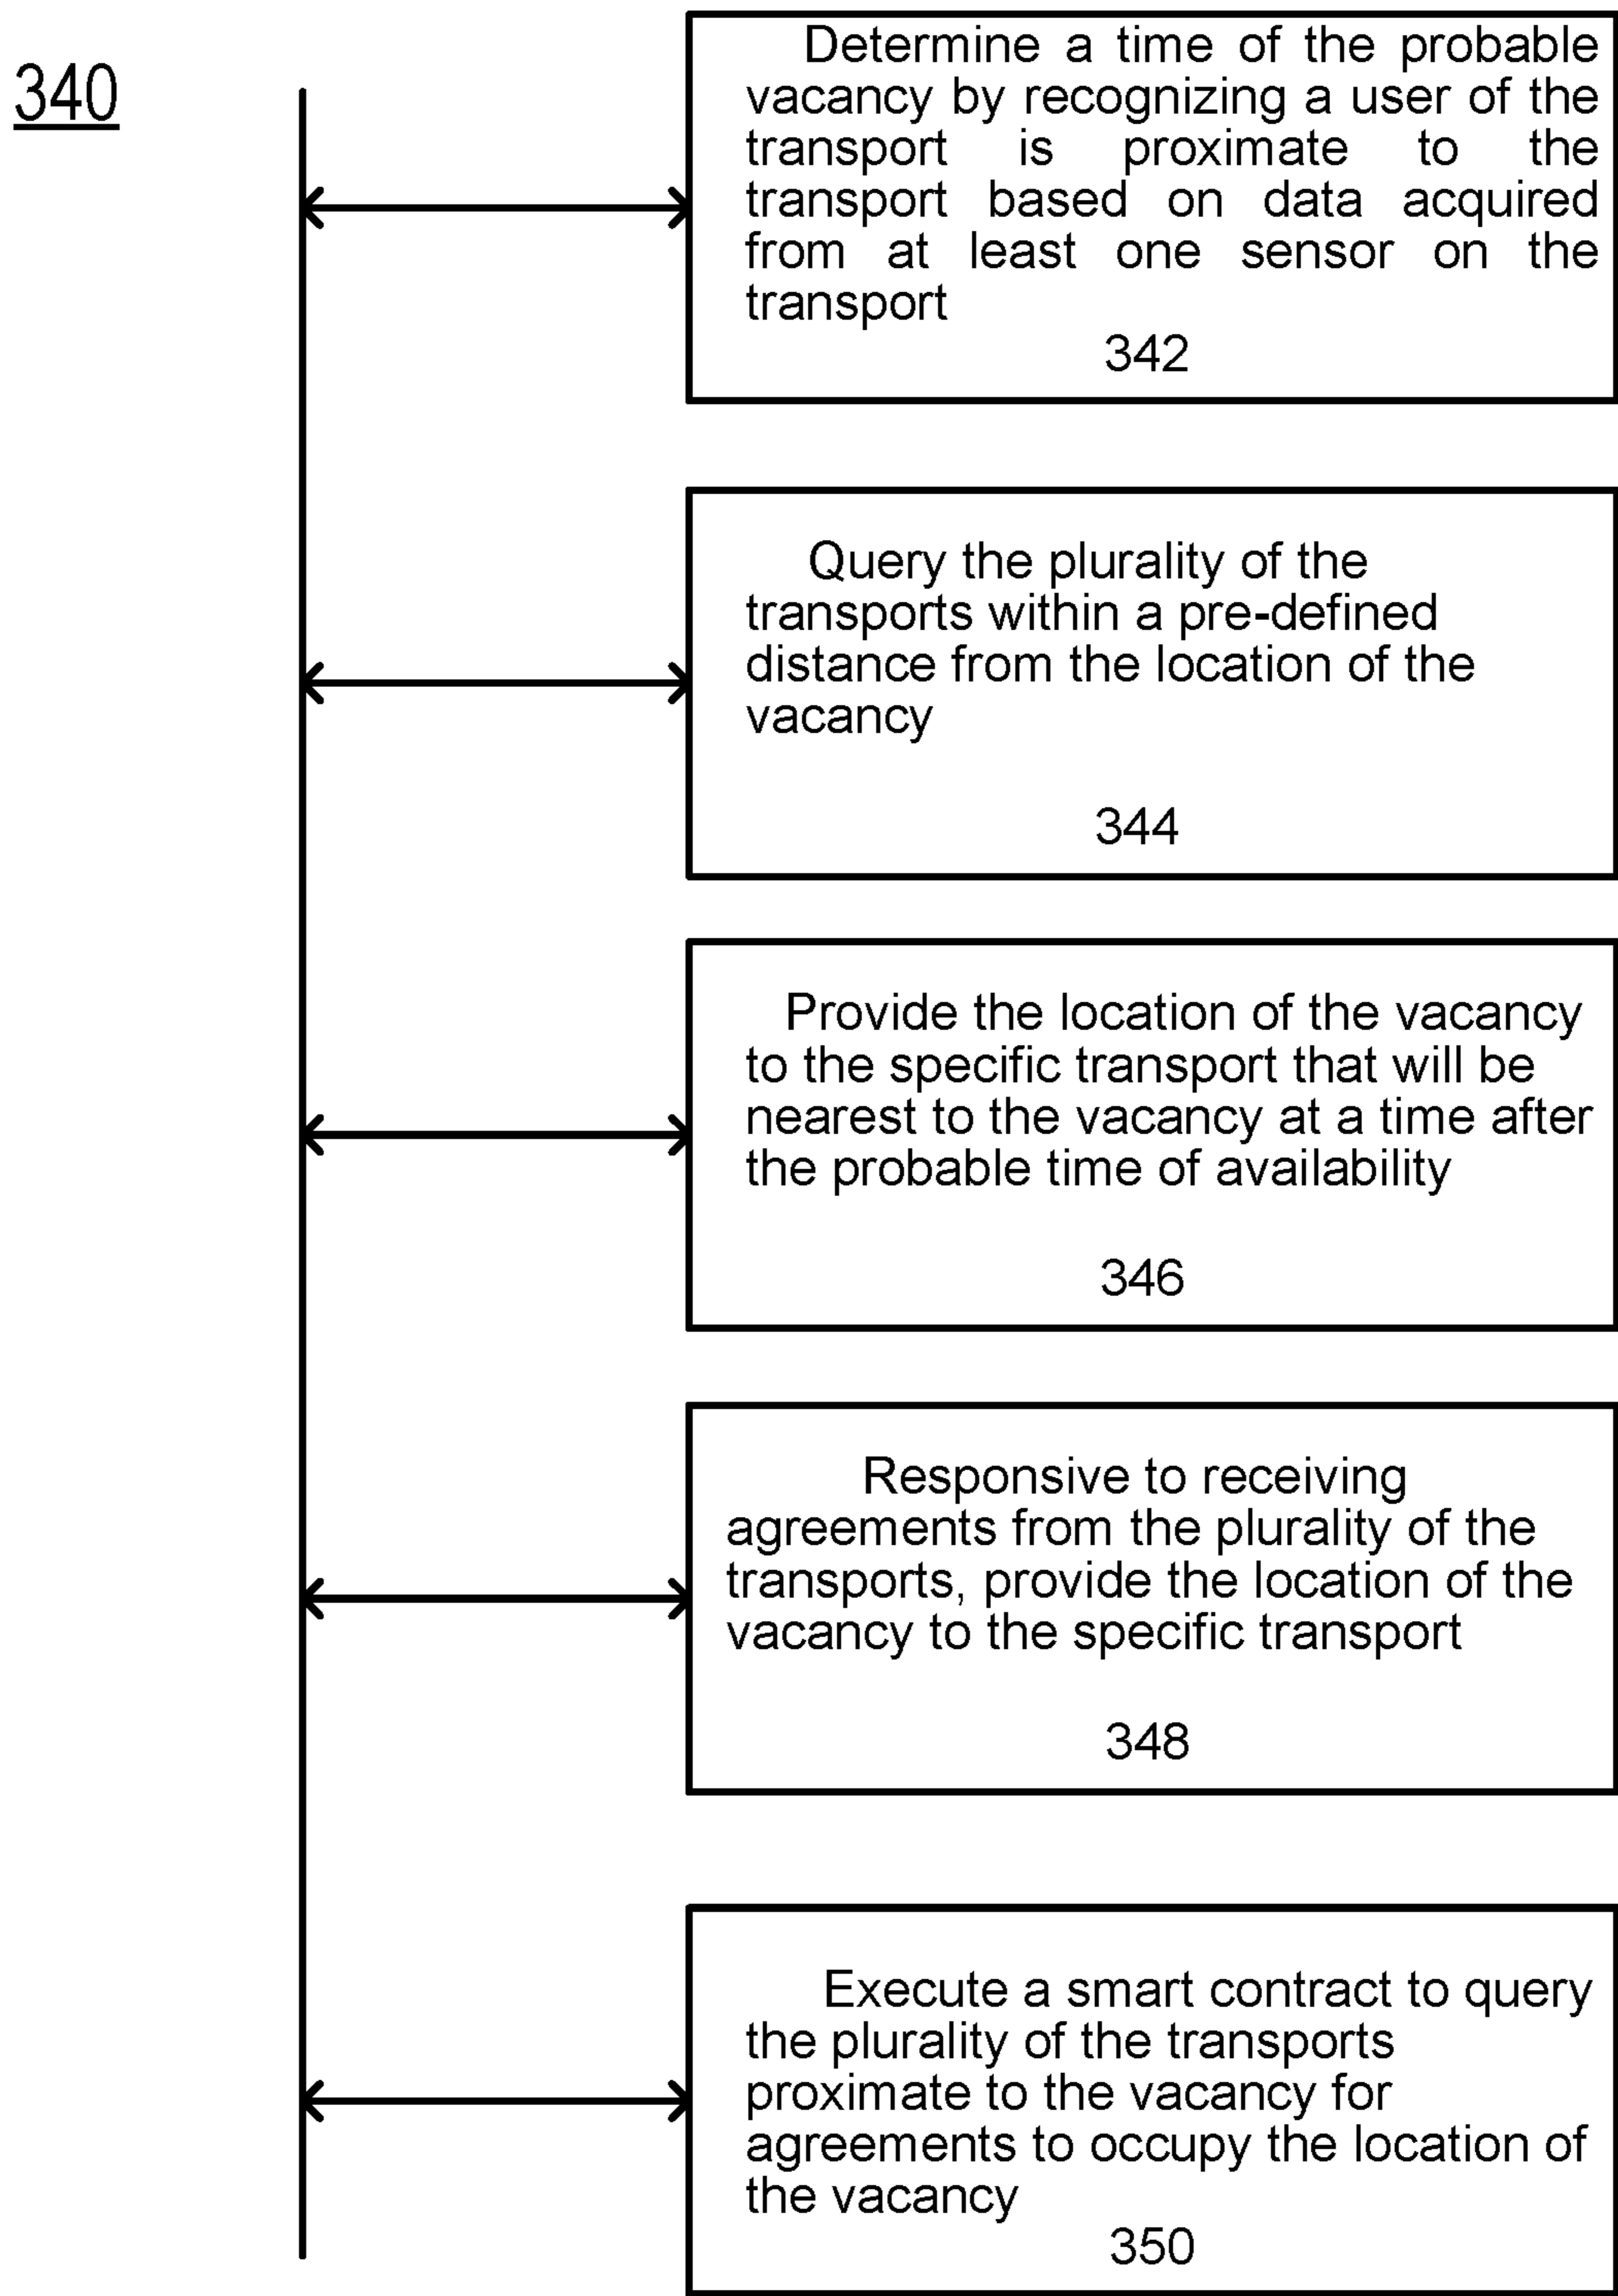 340
Determine a time of the probable
vacancy by recognizing a user of the
transport is proximate to the
transport based on data acquired
from at least one sensor on the
transport
342
Query the plurality of the
transports within a pre-defined
distance from the location of the
vacancy
344
Provide the location of the vacancy
to the specific transport that will be
nearest to the vacancy at a time after
the probable time of availability
346
Responsive to receiving
agreements from the plurality of the
transports, provide the location of the
vacancy to the specific transport
348
Execute a smart contract to query
the plurality of the transports
proximate to the vacancy for
agreements to occupy the location of
the vacancy
350